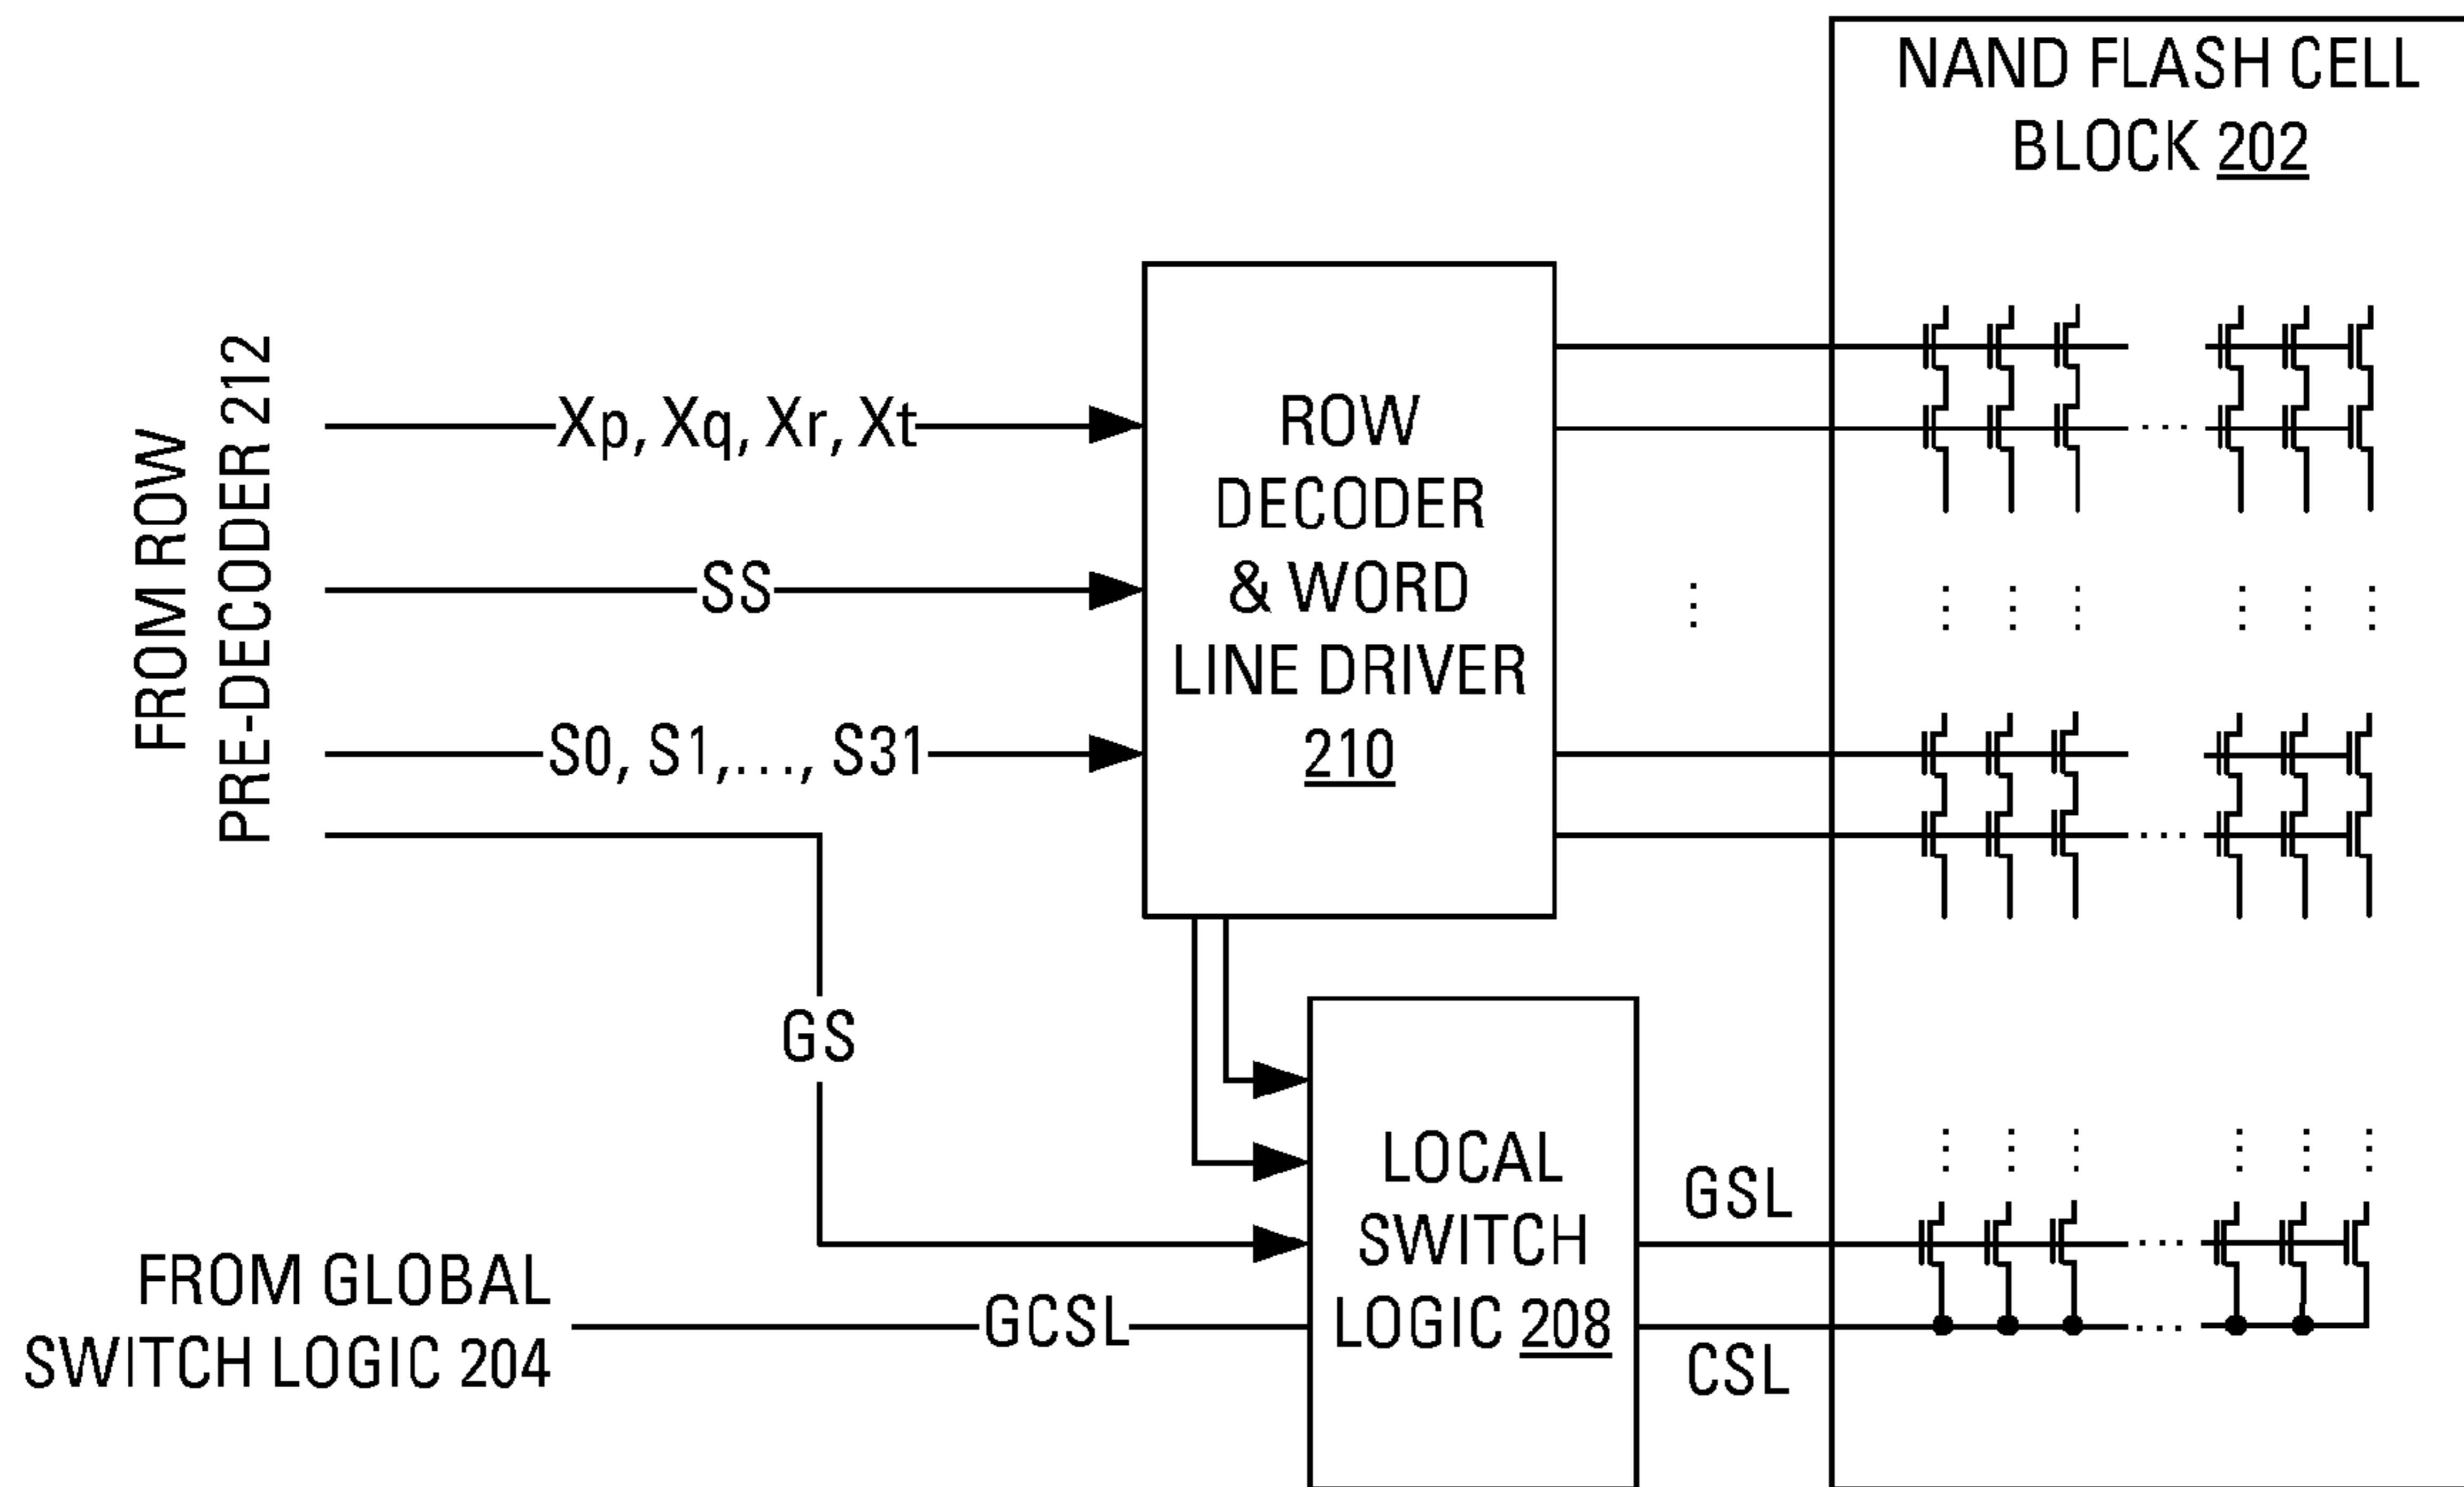 NAND FLASH CELL
BLOCK 202
FROM ROW
PRE-DECODER 212
Xp, Xq, Xr, Xt
SS
S0, S1,..., S31
GS
ROW
DECODER
& WORD
LINE DRIVER
210
FROM GLOBAL
SWITCH LOGIC 204
GCSL
LOCAL
SWITCH
LOGIC 208
GSL
CSL